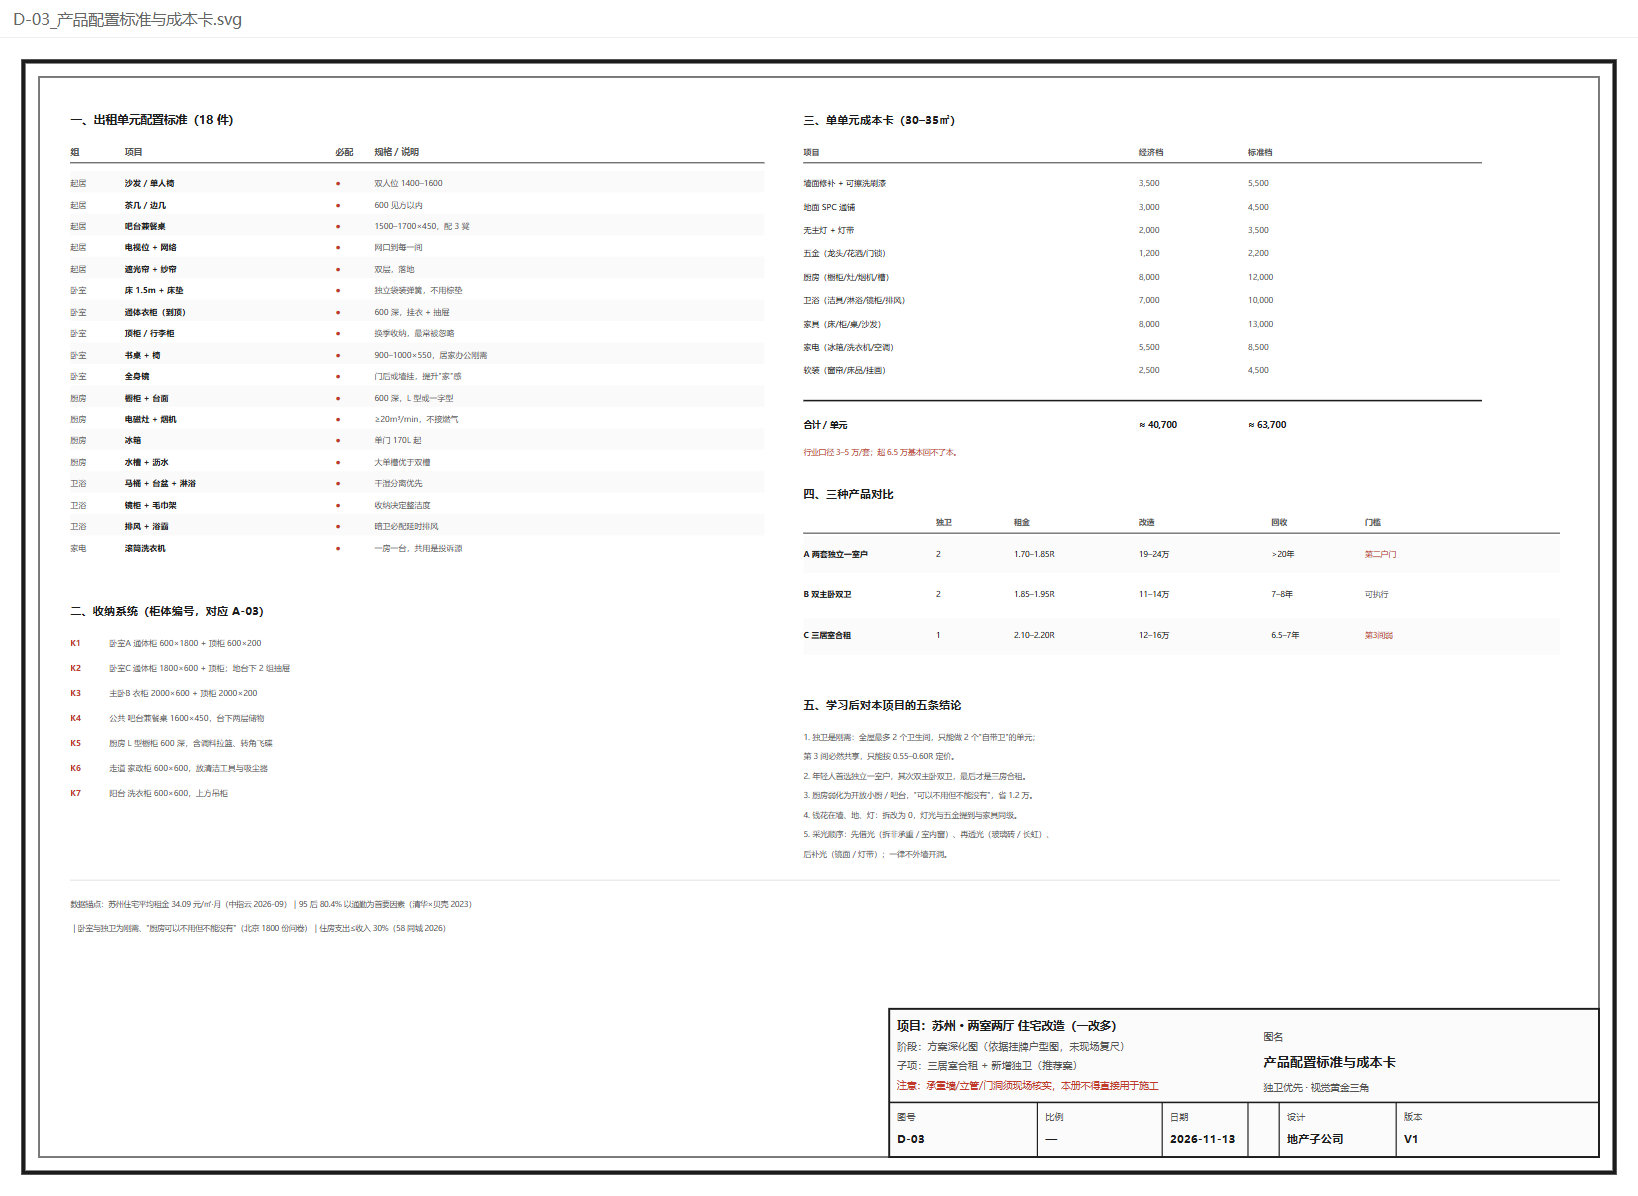 D-03_产品配置标准与成本卡.svg
一、出租单元配置标准（18 件）
组 项目 必配 规格 / 说明
起居 沙发 / 单人椅 ● 双人位 1400–1600
起居 茶几 / 边几 ● 600 见方以内
起居 吧台兼餐桌 ● 1500–1700×450，配 3 凳
起居 电视位 + 网络 ● 网口到每一间
起居 遮光帘 + 纱帘 ● 双层，落地
卧室 床 1.5m + 床垫 ● 独立袋装弹簧，不用棕垫
卧室 通体衣柜（到顶） ● 600 深，挂衣 + 抽屉
卧室 顶柜 / 行李柜 ● 换季收纳，最常被忽略
卧室 书桌 + 椅 ● 900–1000×550，居家办公刚需
卧室 全身镜 ● 门后或墙挂，提升"家"感
厨房 橱柜 + 台面 ● 600 深，L 型或一字型
厨房 电磁灶 + 烟机 ● ≥20m³/min，不接燃气
厨房 冰箱 ● 单门 170L 起
厨房 水槽 + 沥水 ● 大单槽优于双槽
卫浴 马桶 + 台盆 + 淋浴 ● 干湿分离优先
卫浴 镜柜 + 毛巾架 ● 收纳决定整洁度
卫浴 排风 + 浴霸 ● 暗卫必配延时排风
家电 滚筒洗衣机 ● 一房一台，共用是投诉源
二、收纳系统（柜体编号，对应 A-03）
K1 卧室A 通体柜 600×1800 + 顶柜 600×200
K2 卧室C 通体柜 1800×600 + 顶柜；地台下 2 组抽屉
K3 主卧B 衣柜 2000×600 + 顶柜 2000×200
K4 公共 吧台兼餐桌 1600×450，台下两层储物
K5 厨房 L 型橱柜 600 深，含调料拉篮，转角飞碟
K6 走道 家政柜 600×600，放清洁工具与吸尘器
K7 阳台 洗衣柜 600×600，上方吊柜
三、单单元成本卡（30–35㎡）
项目 经济档 标准档
墙面修补 + 可擦洗刷漆 3,500 5,500
地面 SPC 通铺 3,000 4,500
无主灯 + 灯带 2,000 3,500
五金（龙头/花洒/门锁） 1,200 2,200
厨房（橱柜/灶/烟机/槽） 8,000 12,000
卫浴（洁具/淋浴/镜柜/排风） 7,000 10,000
家具（床/柜/桌/沙发） 8,000 13,000
家电（冰箱/洗衣机/空调） 5,500 8,500
软装（窗帘/床品/挂画） 2,500 4,500
合计 / 单元 ≈ 40,700 ≈ 63,700
行业口径 3–5 万/套；超 6.5 万基本回不了本。
四、三种产品对比
独卫 租金 改造 回收 门槛
A 两套独立一室户 2 1.70–1.85R 19–24万 >20年 第二户门
B 双主卧双卫 2 1.85–1.95R 11–14万 7–8年 可执行
C 三居室合租 1 2.10–2.20R 12–16万 6.5–7年 第3间弱
五、学习后对本项目的五条结论
1. 独卫是刚需：全屋最多 2 个卫生间，只能做 2 个"自带卫"的单元；
第 3 间必然共享，只能按 0.55–0.60R 定价。
2. 年轻人首选独立一室户，其次双主卧双卫，最后才是三房合租。
3. 厨房弱化为开放小厨 / 吧台，"可以不用但不能没有"，省 1.2 万。
4. 钱花在墙、地、灯：拆改为 0，灯光与五金提到与家具同级。
5. 采光顺序：先借光（拆非承重 / 室内窗）、再透光（玻璃砖 / 长虹）、
后补光（镜面 / 灯带）；一律不外墙开洞。
数据锚点：苏州住宅平均租金 34.09 元/㎡·月（中指云 2026-09）｜95 后 80.4% 以通勤为首要因素（清华×贝壳 2023）
｜卧室与独卫为刚需、"厨房可以不用但不能没有"（北京 1800 份问卷）｜住房支出≤收入 30%（58 同城 2026）
项目：苏州・两室两厅 住宅改造（一改多）
阶段：方案深化图（依据挂牌户型图，未现场复尺）
子项：三居室合租 + 新增独卫（推荐案）
注意：承重墙/立管/门洞须现场核实，本册不得直接用于施工
图名
产品配置标准与成本卡
独卫优先 · 视觉黄金三角
图号 比例 日期 设计 版本
D-03 — 2026-11-13 地产子公司 V1